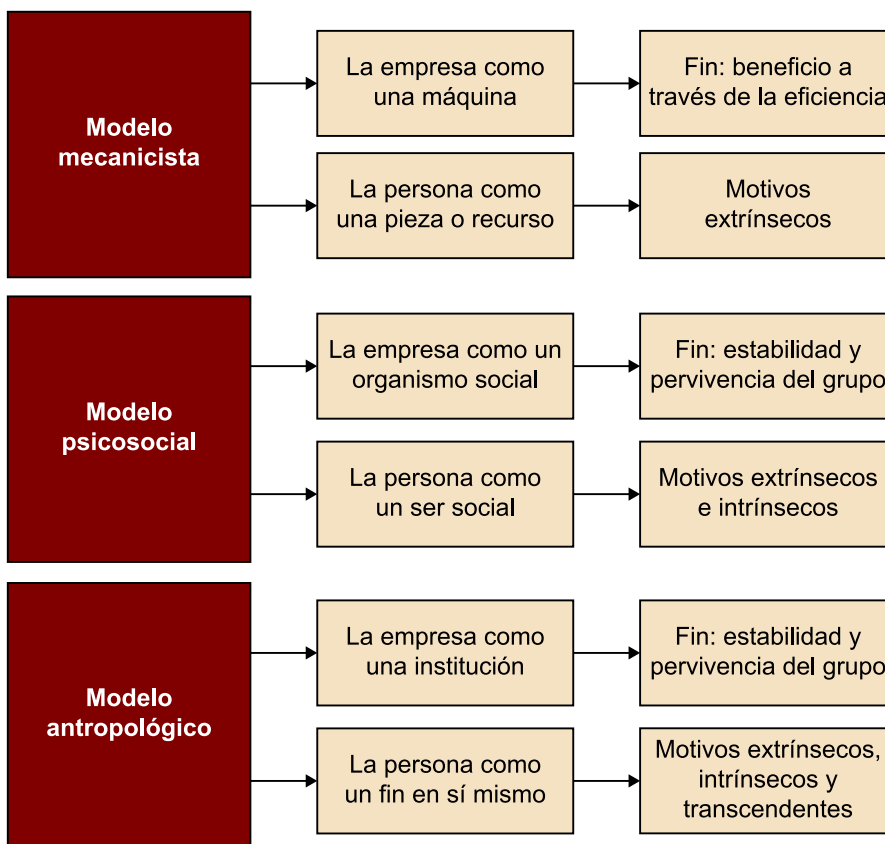 Modelo
mecanicista
La empresa como
una máquina
Fin: beneficio a
través de la eficiencia
La persona como
una pieza o recurso
Motivos
extrínsecos
Modelo
psicosocial
La empresa como un
organismo social
Fin: estabilidad y
pervivencia del grupo
La persona como
un ser social
Motivos extrínsecos
e intrínsecos
Modelo
antropológico
La empresa como
una institución
Fin: estabilidad y
pervivencia del grupo
La persona como
un fin en sí mismo
Motivos extrínsecos,
intrínsecos y
transcendentes